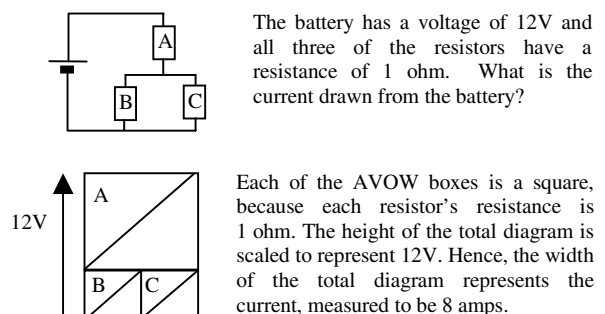 The battery has a voltage of 12V and
all three of the resistors have a
resistance of 1 ohm. What is the
current drawn from the battery?
A
B
C
Each of the AVOW boxes is a square,
because each resistor's resistance is
1 ohm. The height of the total diagram is
scaled to represent 12V. Hence, the width
of the total diagram represents the
current, measured to be 8 amps.
12V
A
B
C